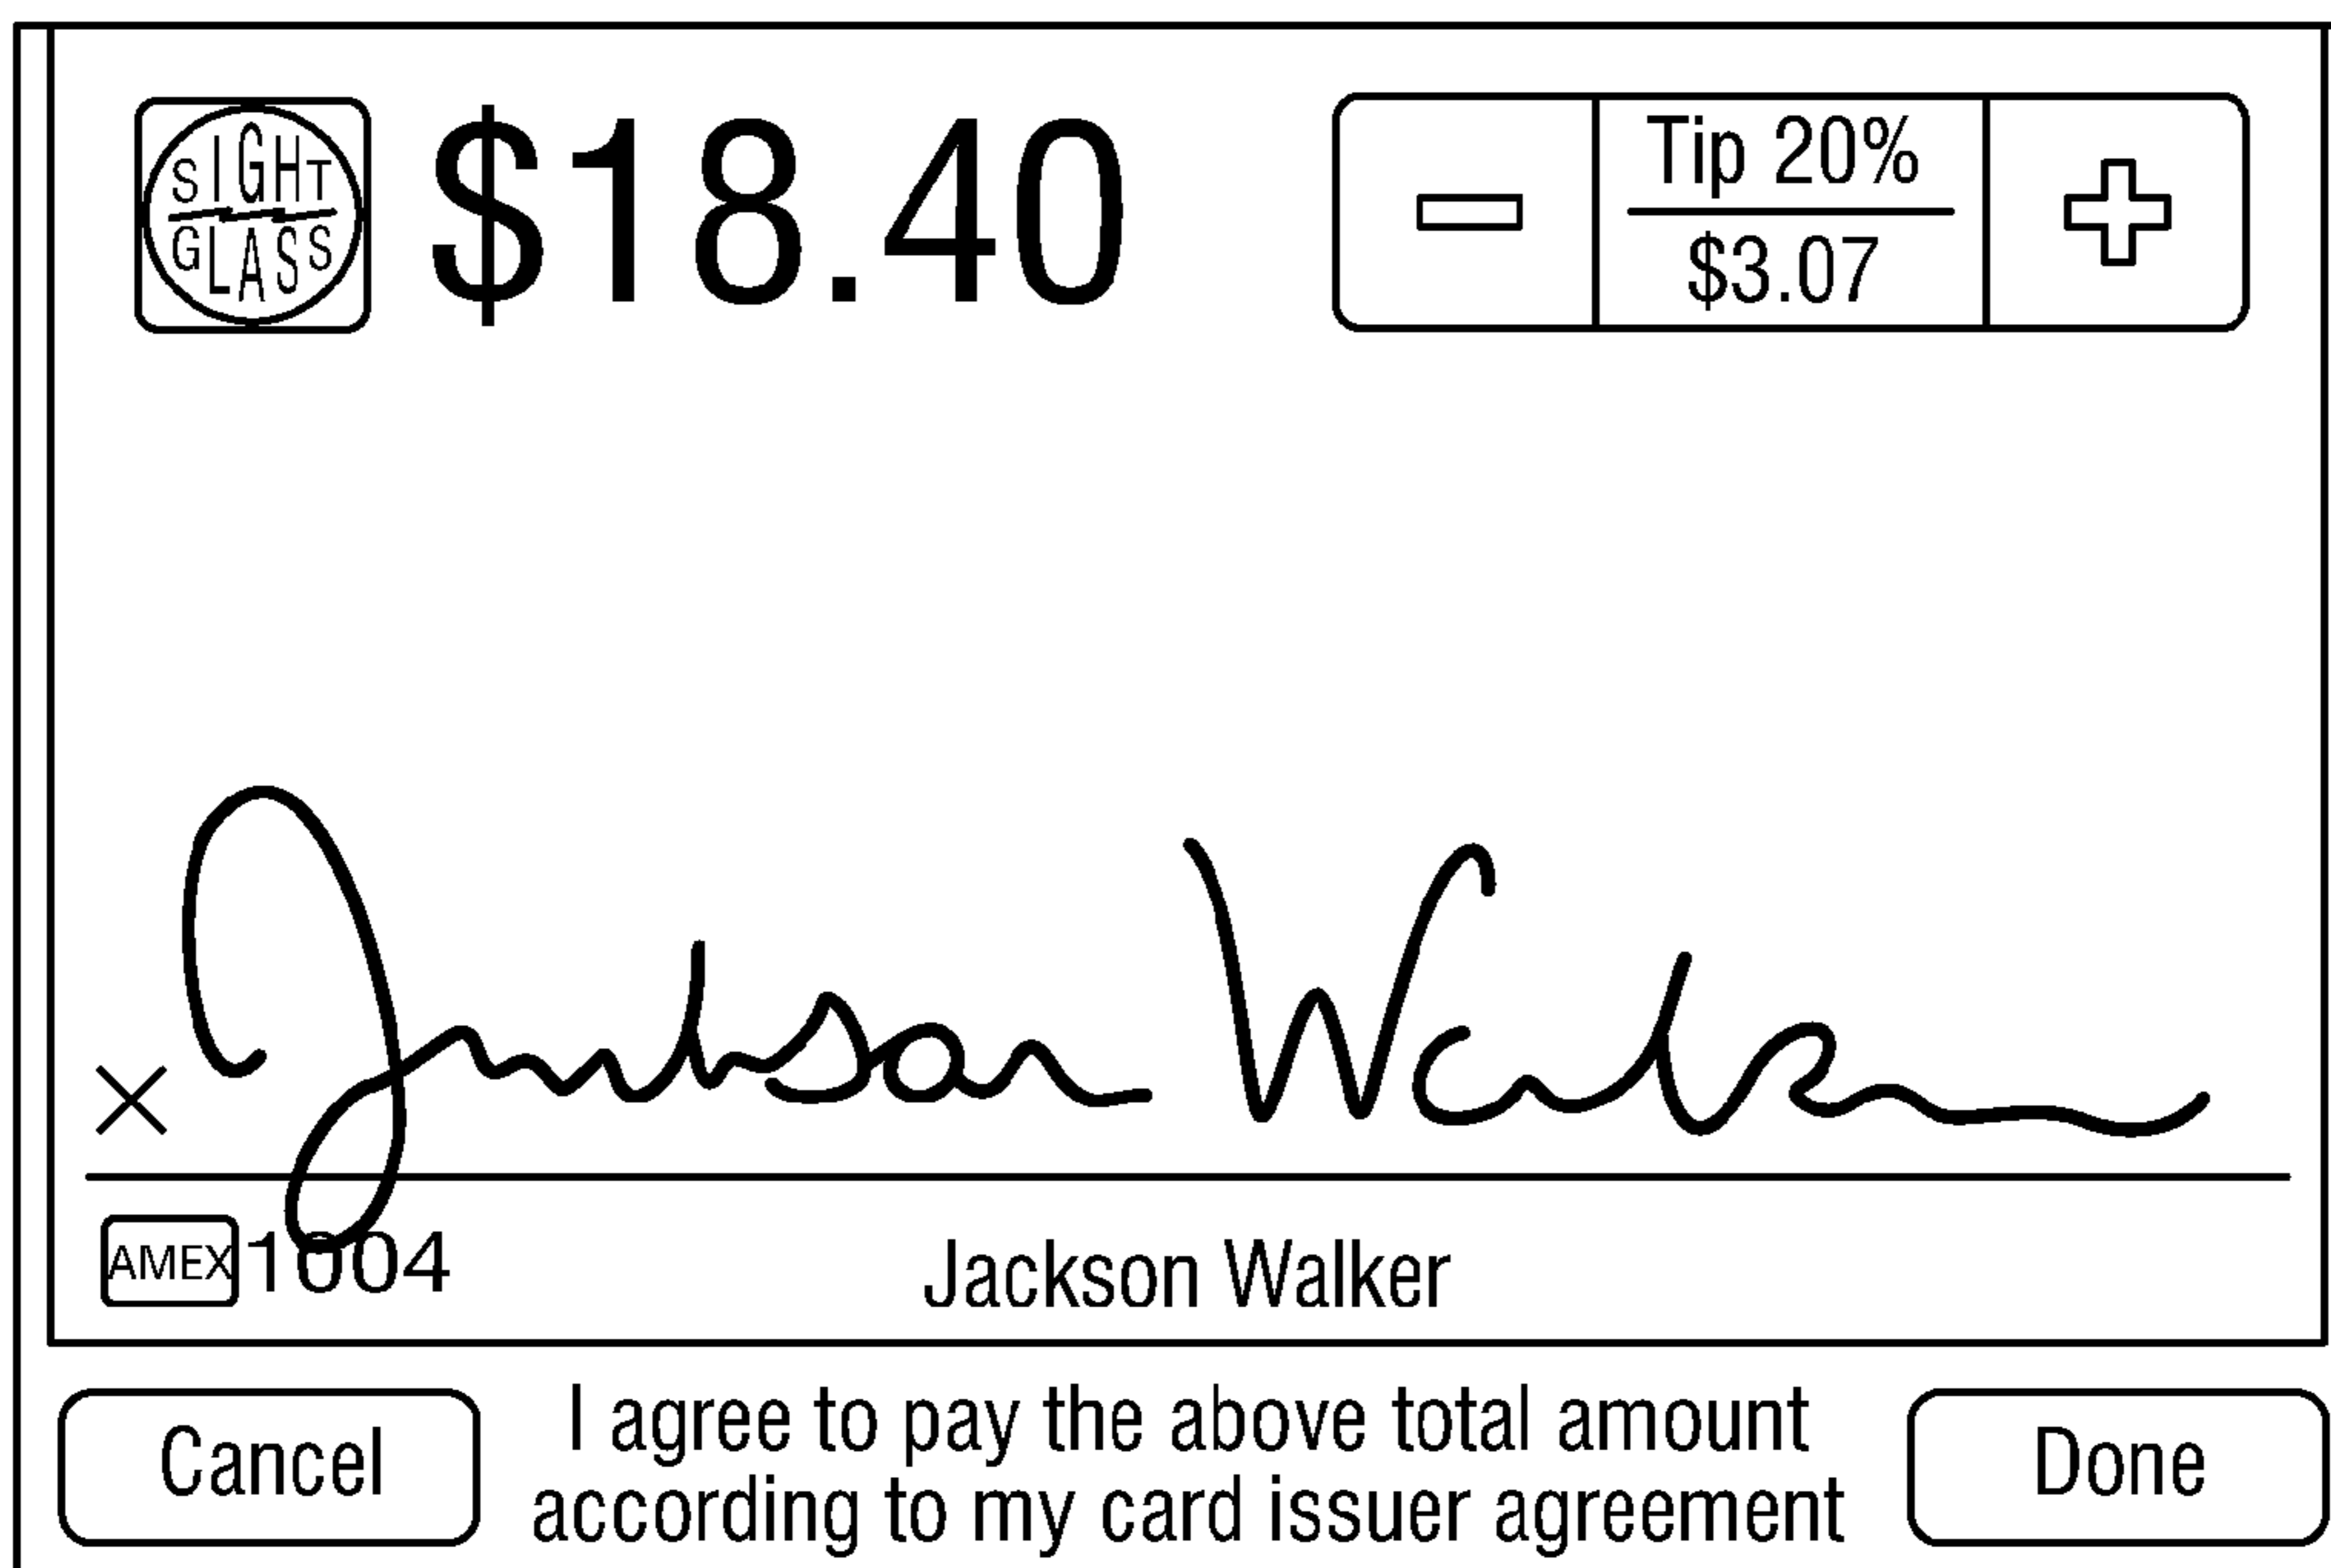 SIGHT
GLASS
$18.40
Tip 20%
$3.07
Jackson Walker
AMEX 1004
Jackson Walker
Cancel
I agree to pay the above total amount
according to my card issuer agreement
Done